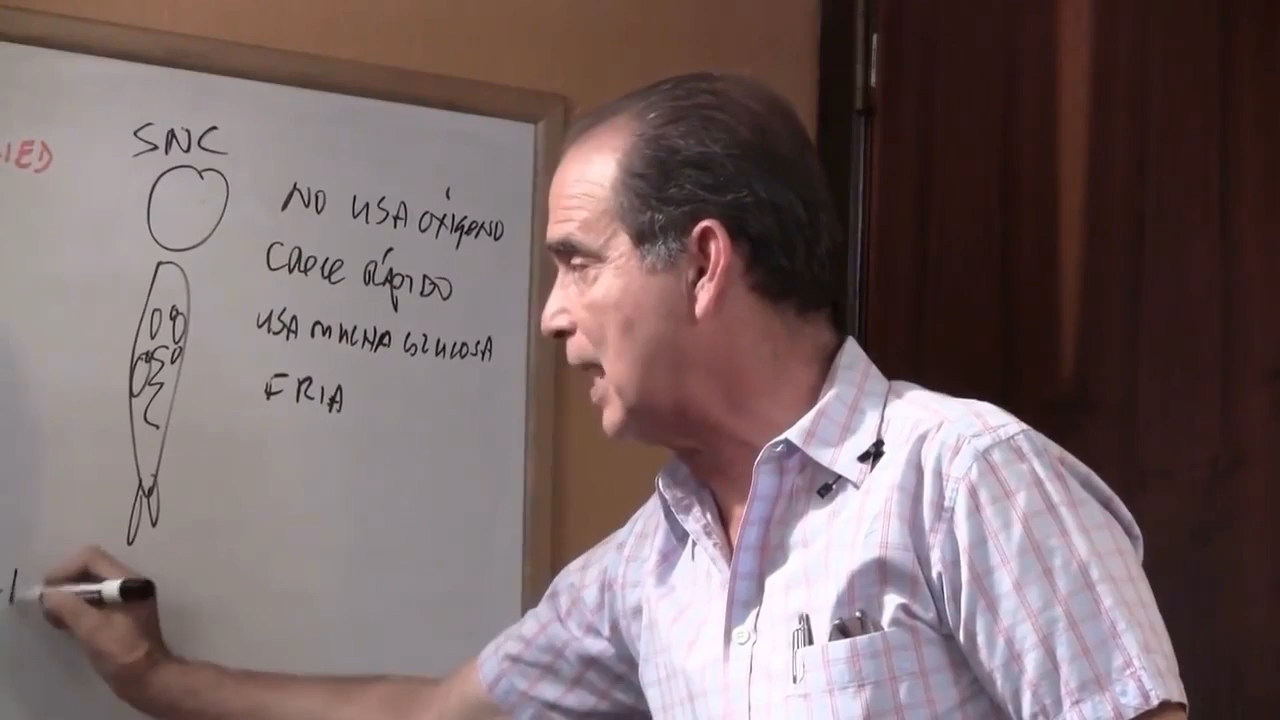 IED
SNC
NO USA OXÍGENO
CRECE RÁPIDO
USA MUCHA GLUCOSA
FRIA